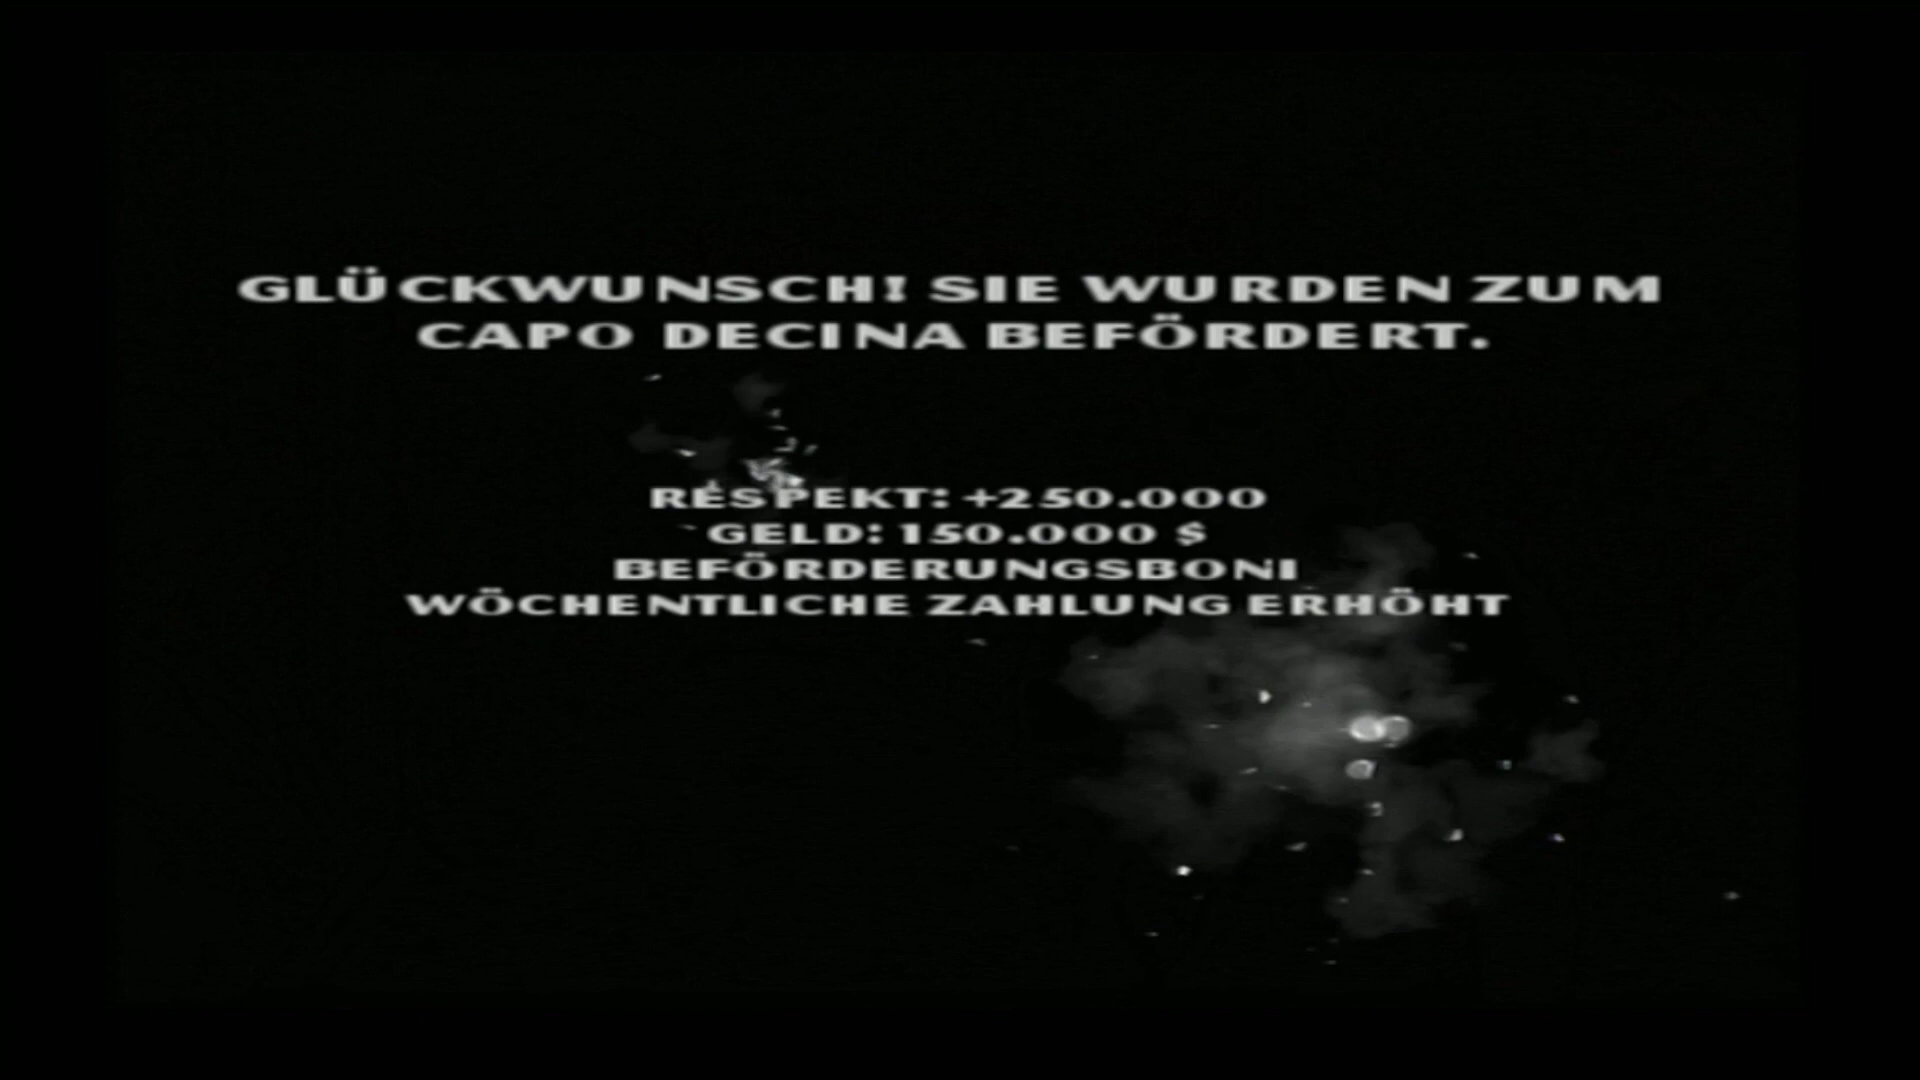 GLÜCKWUNSCH! SIE WURDEN ZUM
CAPO DECINA BEFÖRDERT.
RESPEKT: +250.000
GELD: 150.000 $
BEFÖRDERUNGSBONI
WÖCHENTLICHE ZAHLUNG ERHÖHT